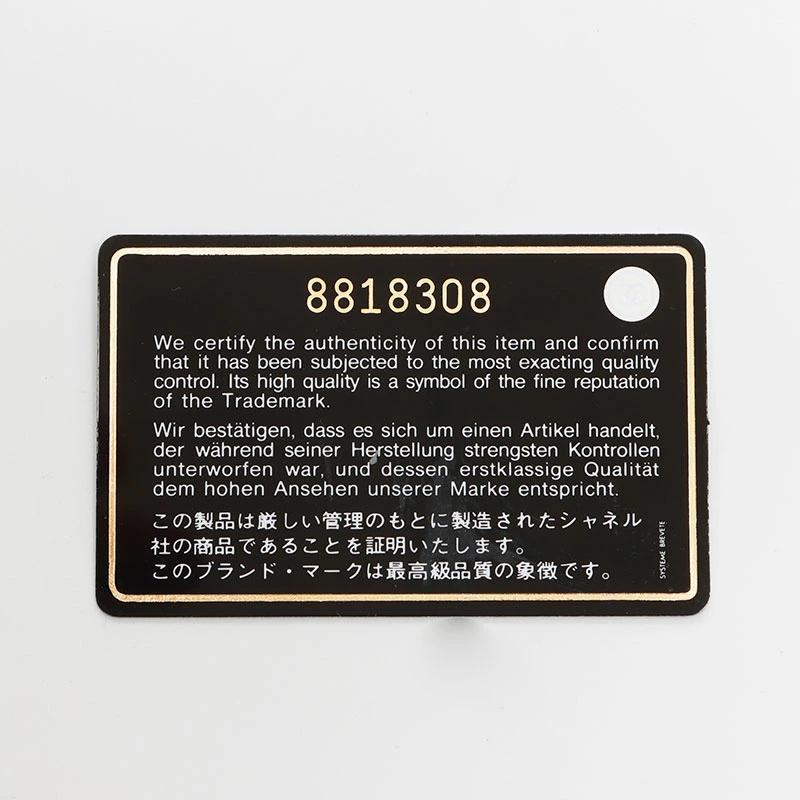 8818308
We certify the authenticity of this item and confirm
that it has been subjected to the most exacting quality
control. Its high quality is a symbol of the fine reputation
of the Trademark.
Wir bestätigen, dass es sich um einen Artikel handelt,
der während seiner Herstellung strengsten Kontrollen
unterworfen war, und dessen erstklassige Qualität
dem hohen Ansehen unserer Marke entspricht.
この製品は厳しい管理のもとに製造されたシャネル
社の商品であることを証明いたします。
このブランド・マークは最高級品質の象徴です。
SYSTEME BREVETE